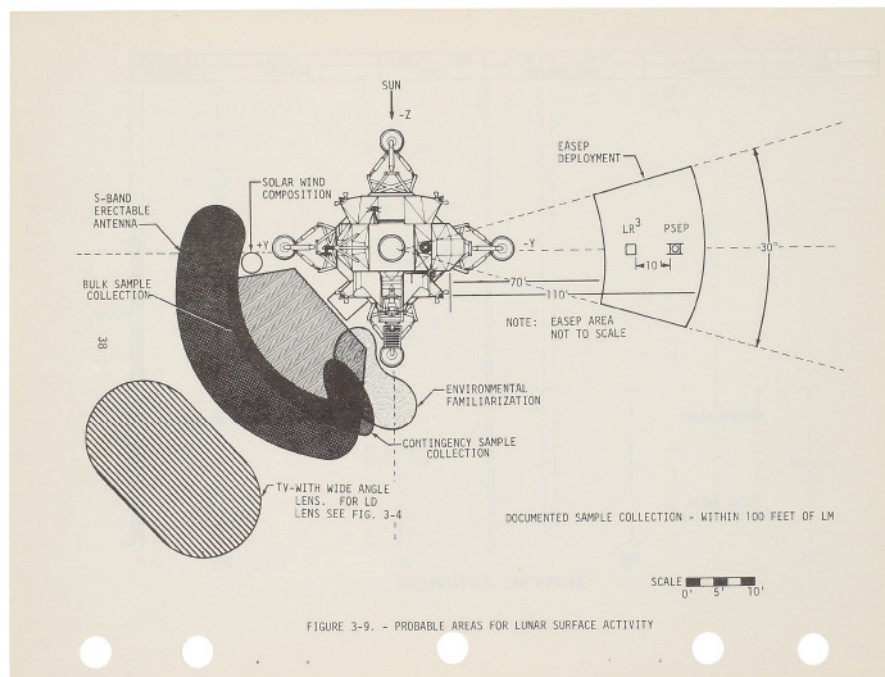 SUN
-Z
EASEP
DEPLOYMENT
SOLAR WIND
COMPOSITION
S-BAND
ERECTABLE
ANTENNA
+Y
-Y
LR3
PSEP
10'
-30°
70'
110'
BULK SAMPLE
COLLECTION
NOTE: EASEP AREA
NOT TO SCALE
38
ENVIRONMENTAL
FAMILIARIZATION
CONTINGENCY SAMPLE
COLLECTION
TV-WITH WIDE ANGLE
LENS. FOR LD
LENS SEE FIG. 3-4
DOCUMENTED SAMPLE COLLECTION - WITHIN 100 FEET OF LM
SCALE
0' 5' 10'
FIGURE 3-9. - PROBABLE AREAS FOR LUNAR SURFACE ACTIVITY